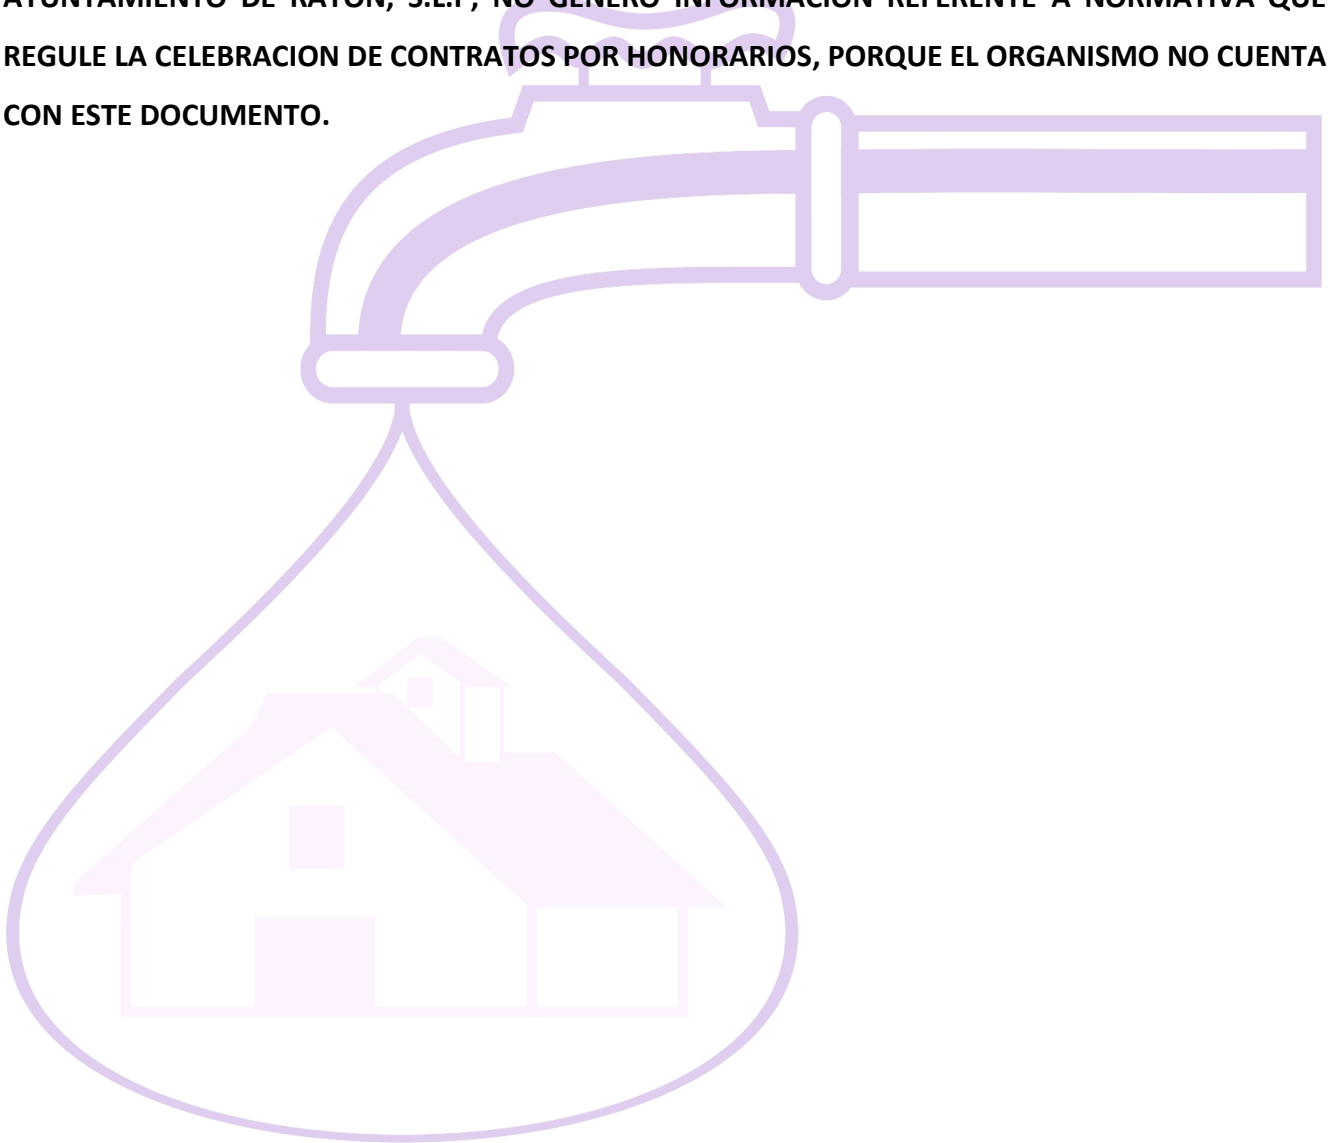 AYUNTAMIENTO DE RAYON, S.L.P, NO GENERO INFORMACION REFERENTE A NORMATIVA QUE
REGULE LA CELEBRACION DE CONTRATOS POR HONORARIOS, PORQUE EL ORGANISMO NO CUENTA
CON ESTE DOCUMENTO.